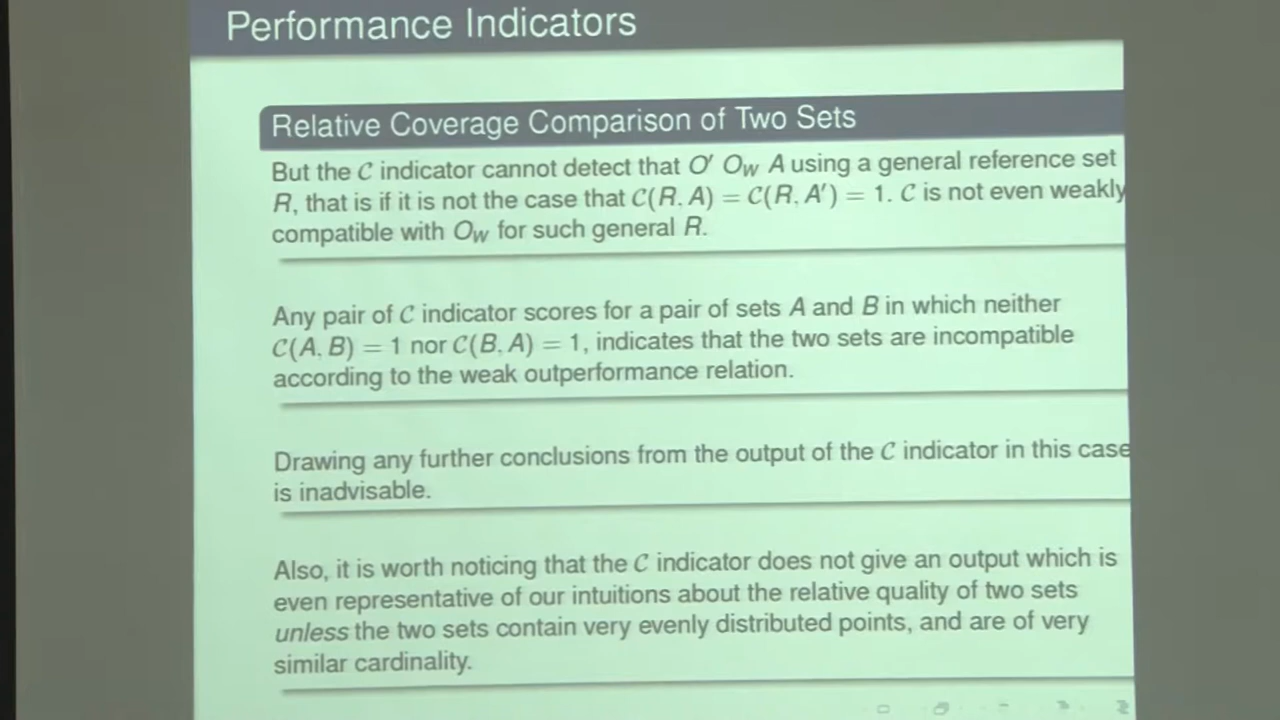 Performance Indicators
Relative Coverage Comparison of Two Sets
But the C indicator cannot detect that O′ O_W A using a general reference set
R, that is if it is not the case that C(R, A) = C(R, A′) = 1. C is not even weakly
compatible with O_W for such general R.
Any pair of C indicator scores for a pair of sets A and B in which neither
C(A, B) = 1 nor C(B, A) = 1, indicates that the two sets are incompatible
according to the weak outperformance relation.
Drawing any further conclusions from the output of the C indicator in this case
is inadvisable.
Also, it is worth noticing that the C indicator does not give an output which is
even representative of our intuitions about the relative quality of two sets
unless the two sets contain very evenly distributed points, and are of very
similar cardinality.